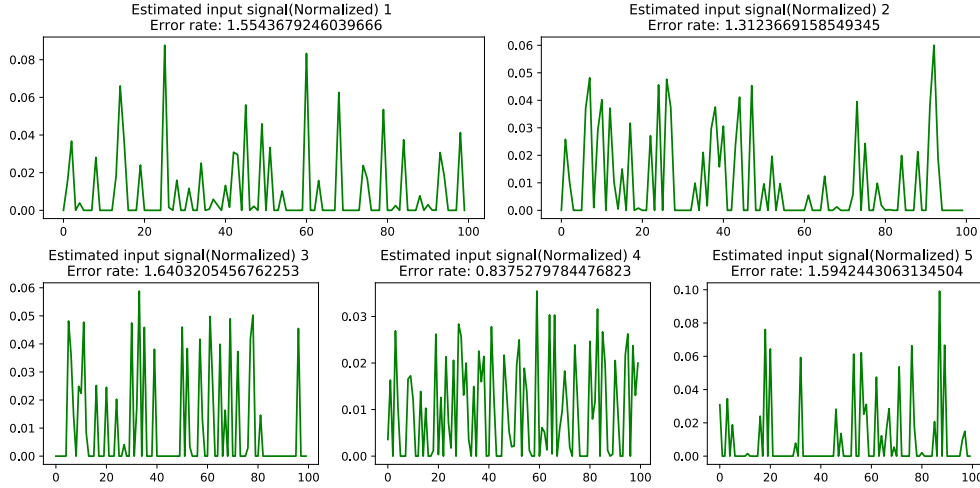 Estimated input signal(Normalized) 1
Error rate: 1.5543679246039666
0.08
0.06
0.04
0.02
0.00
0 20 40 60 80 100
Estimated input signal(Normalized) 2
Error rate: 1.3123669158549345
0.06
0.05
0.04
0.03
0.02
0.01
0.00
0 20 40 60 80 100
Estimated input signal(Normalized) 3
Error rate: 1.6403205456762253
0.06
0.05
0.04
0.03
0.02
0.01
0.00
0 20 40 60 80 100
Estimated input signal(Normalized) 4
Error rate: 0.8375279784476823
0.03
0.02
0.01
0.00
0 20 40 60 80 100
Estimated input signal(Normalized) 5
Error rate: 1.5942443063134504
0.10
0.08
0.06
0.04
0.02
0.00
0 20 40 60 80 100